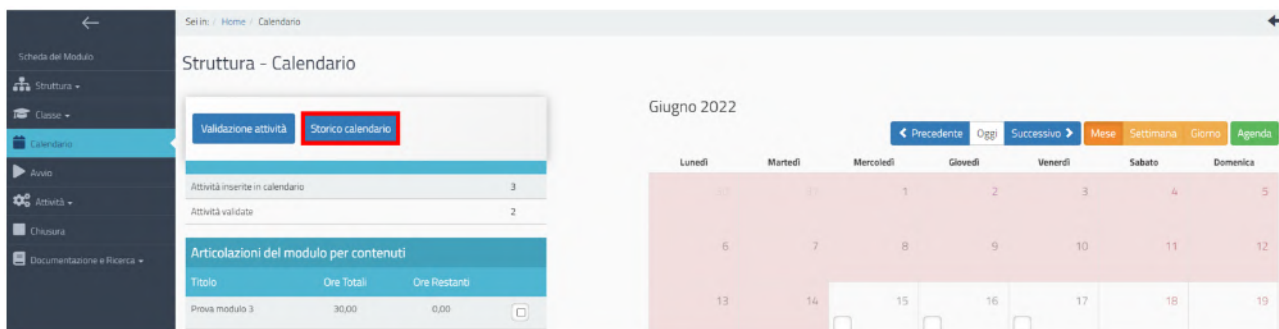 Sei in: / Home / Calendario
Scheda del Modulo
Struttura
Classe
Calendario
Avvio
Attività
Chiusura
Documentazione e Ricerca
Struttura - Calendario
Validazione attività Storico calendario
Attività inserite in calendario 3
Attività validate 2
Articolazioni del modulo per contenuti
Titolo Ore Totali Ore Restanti
Prova modulo 3 30,00 0,00
Giugno 2022
Precedente Oggi Successivo Mese Settimana Giorno Agenda
Lunedì Martedì Mercoledì Giovedì Venerdì Sabato Domenica
1 2 3 4 5
6 7 8 9 10 11 12
13 14 15 16 17 18 19